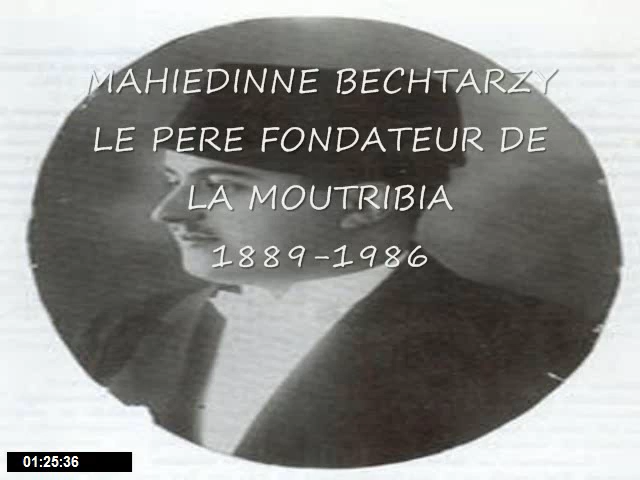 MAHIEDINNE BECHTARZY
LE PERE FONDATEUR DE
LA MOUTRIBIA
1889-1986
01:25:36